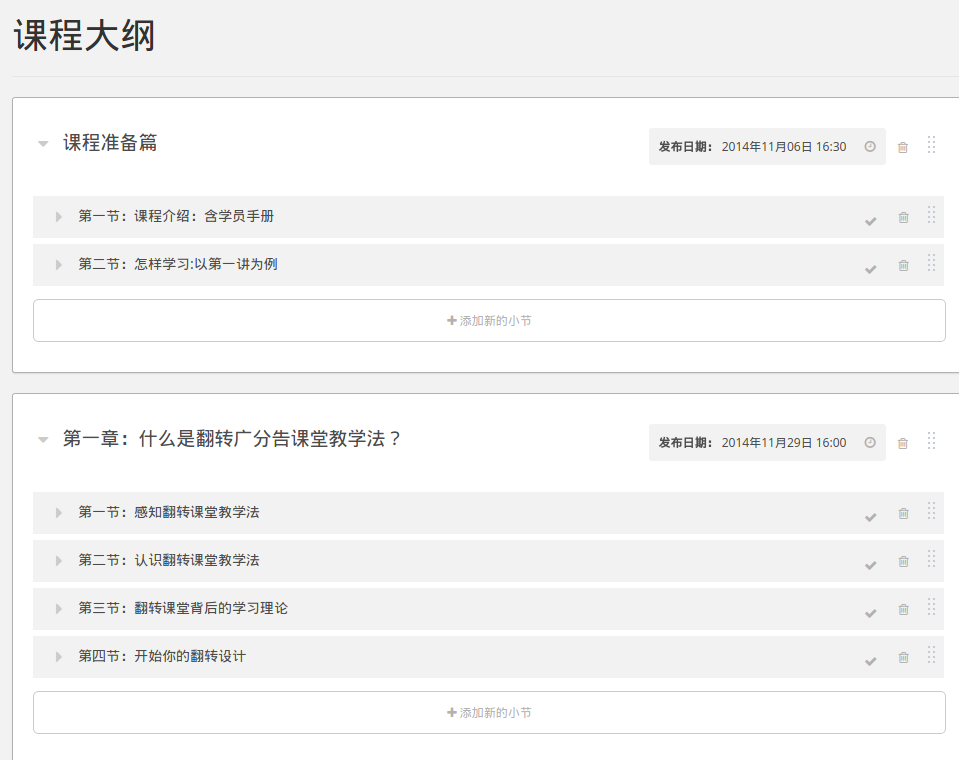 课程大纲
课程准备篇
发布日期： 2014年11月06日 16:30
第一节：课程介绍：含学员手册
第二节：怎样学习:以第一讲为例
添加新的小节
第一章：什么是翻转广分告课堂教学法？
发布日期： 2014年11月29日 16:00
第一节：感知翻转课堂教学法
第二节：认识翻转课堂教学法
第三节：翻转课堂背后的学习理论
第四节：开始你的翻转设计
添加新的小节